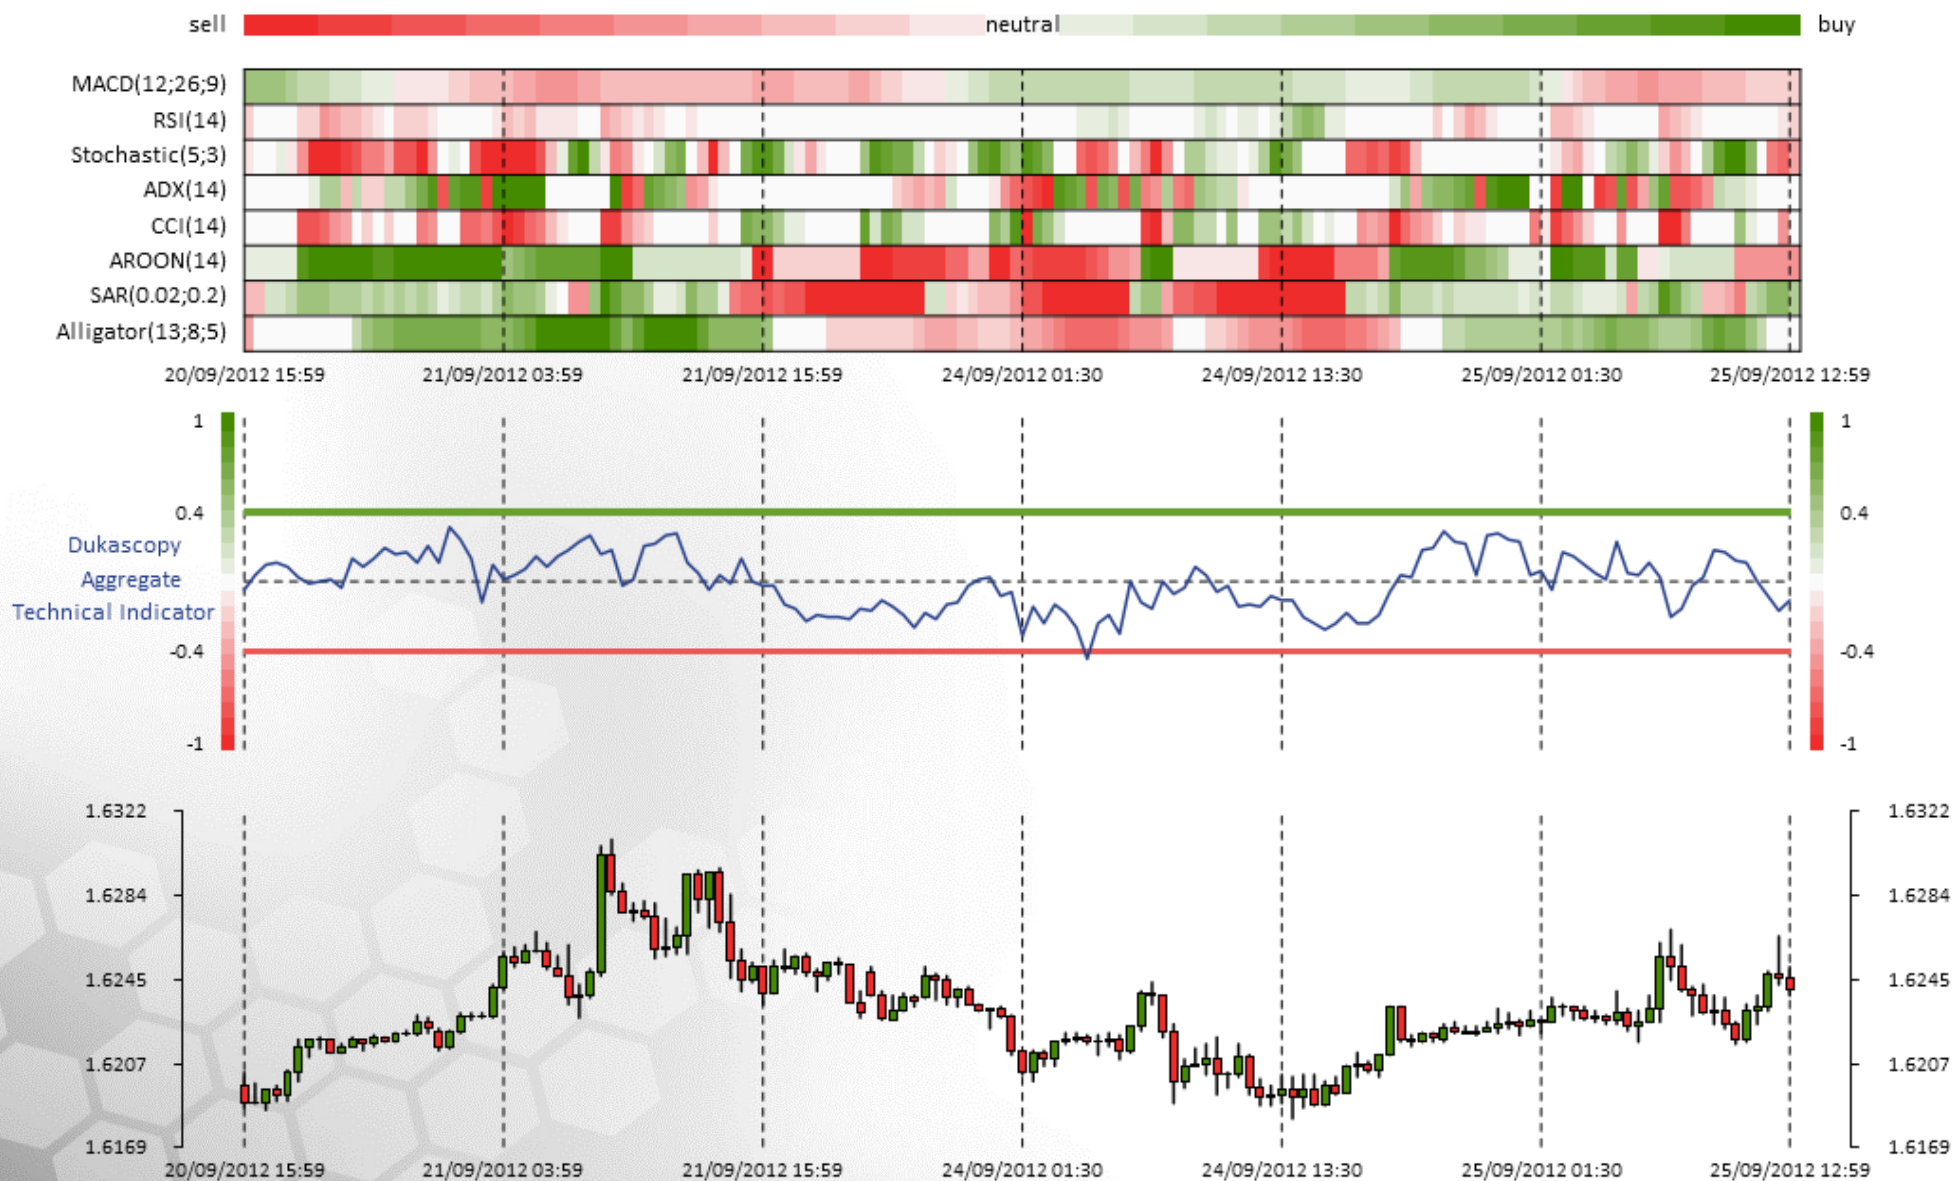 sell neutral buy
MACD(12;26;9)
RSI(14)
Stochastic(5;3)
ADX(14)
CCI(14)
AROON(14)
SAR(0.02;0.2)
Alligator(13;8;5)
20/09/2012 15:59 21/09/2012 03:59 21/09/2012 15:59 24/09/2012 01:30 24/09/2012 13:30 25/09/2012 01:30 25/09/2012 12:59
1 1
0.4 0.4
Dukascopy
Aggregate
Technical Indicator
-0.4 -0.4
-1 -1
1.6322 1.6322
1.6284 1.6284
1.6245 1.6245
1.6207 1.6207
1.6169 1.6169
20/09/2012 15:59 21/09/2012 03:59 21/09/2012 15:59 24/09/2012 01:30 24/09/2012 13:30 25/09/2012 01:30 25/09/2012 12:59